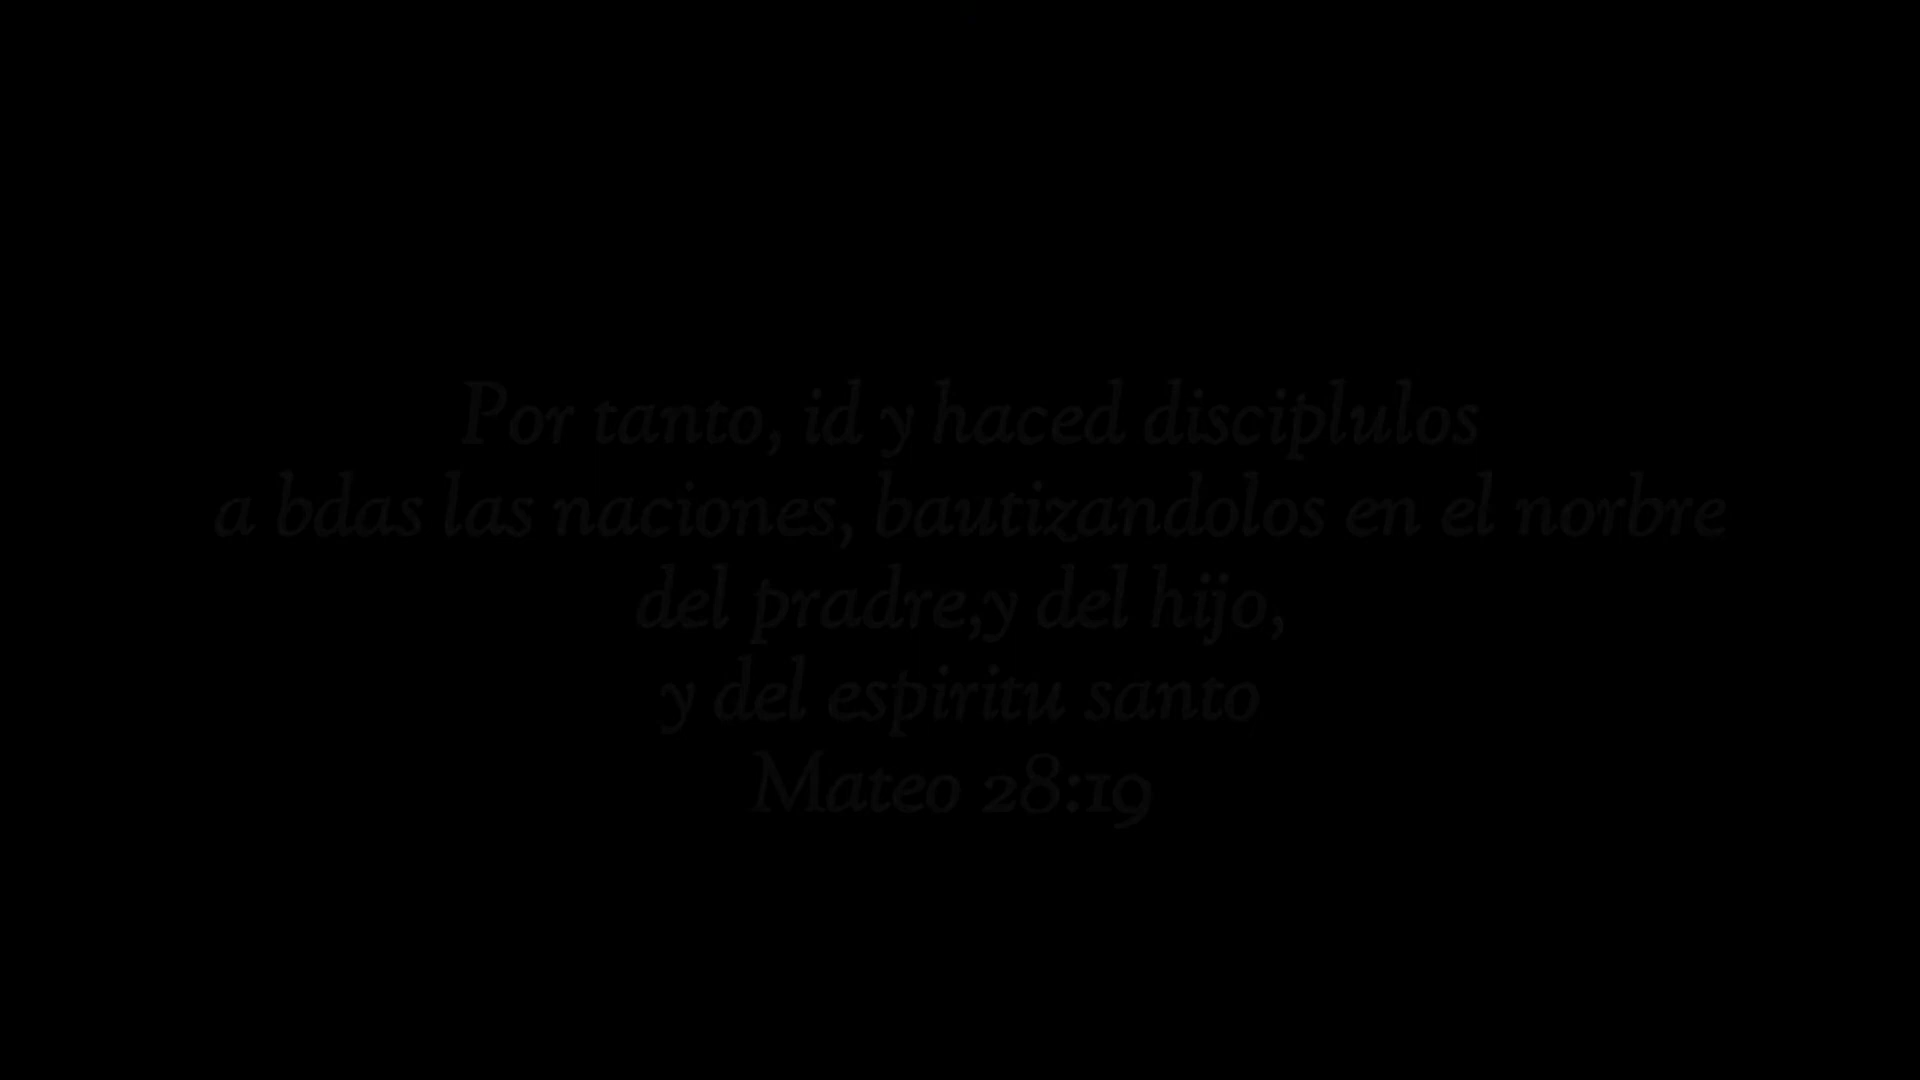 Por tanto, id y haced disciplulos
a bdas las naciones, bautizandolos en el norbre
del pradre,y del hijo,
y del espiritu santo
Mateo 28:19